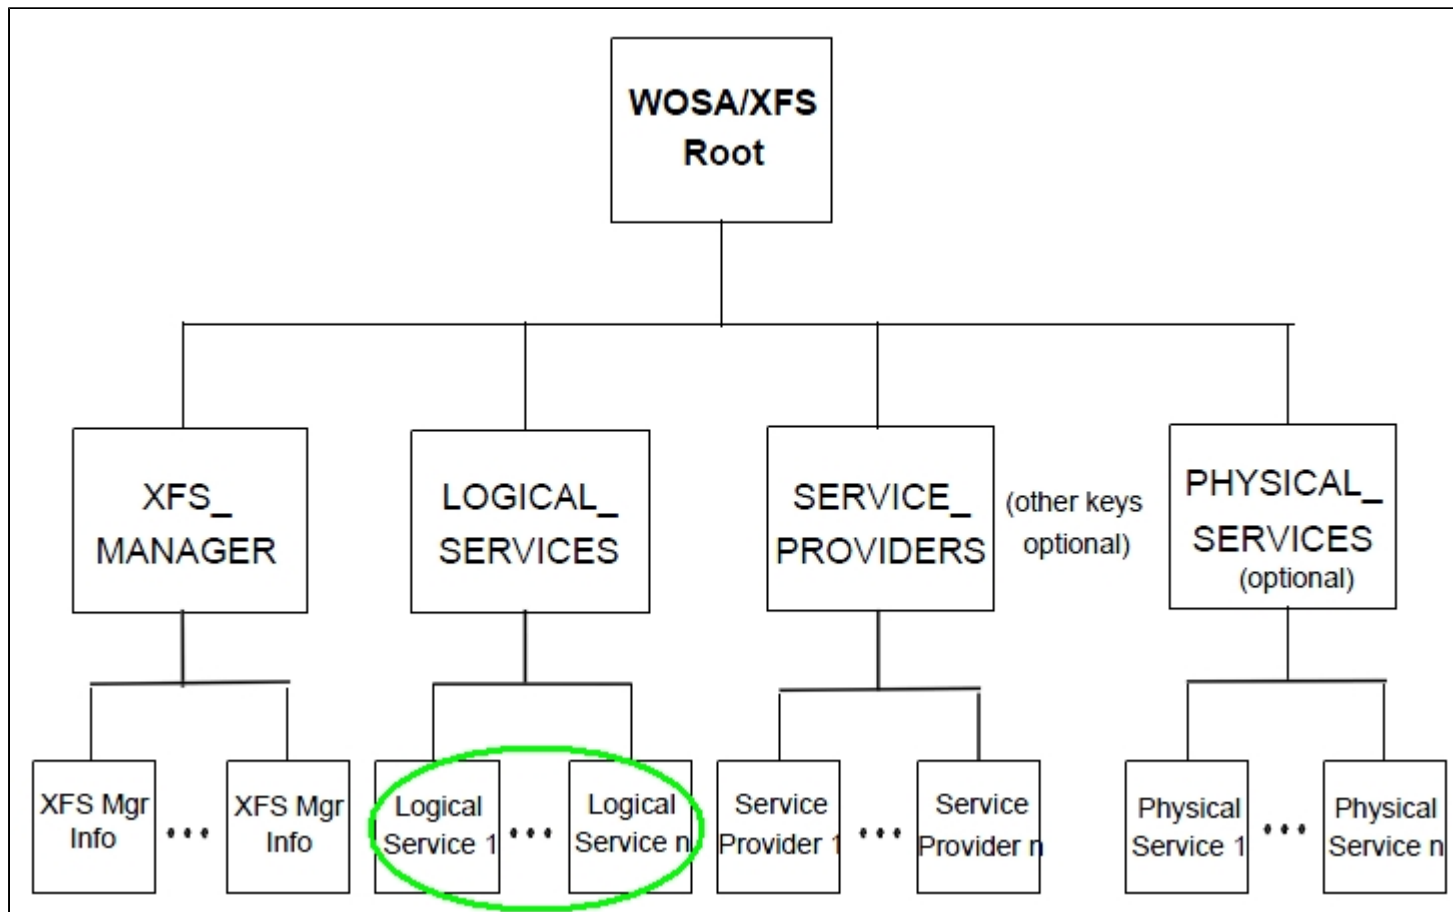 WOSA/XFS
Root
XFS_
MANAGER
LOGICAL_
SERVICES
SERVICE_
PROVIDERS
(other keys
optional)
PHYSICAL_
SERVICES
(optional)
XFS Mgr
Info
•••
XFS Mgr
Info
Logical
Service 1
•••
Logical
Service n
Service
Provider 1
•••
Service
Provider n
Physical
Service 1
•••
Physical
Service n